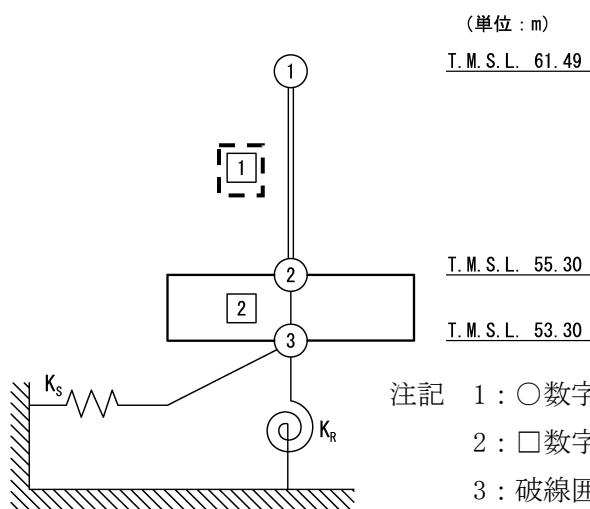 (単位:m)
① T.M.S.L. 61.49
1
② T.M.S.L. 55.30
2
③ T.M.S.L. 53.30
K_S
K_R
注記 1:○数字
2:□数字
3:破線囲